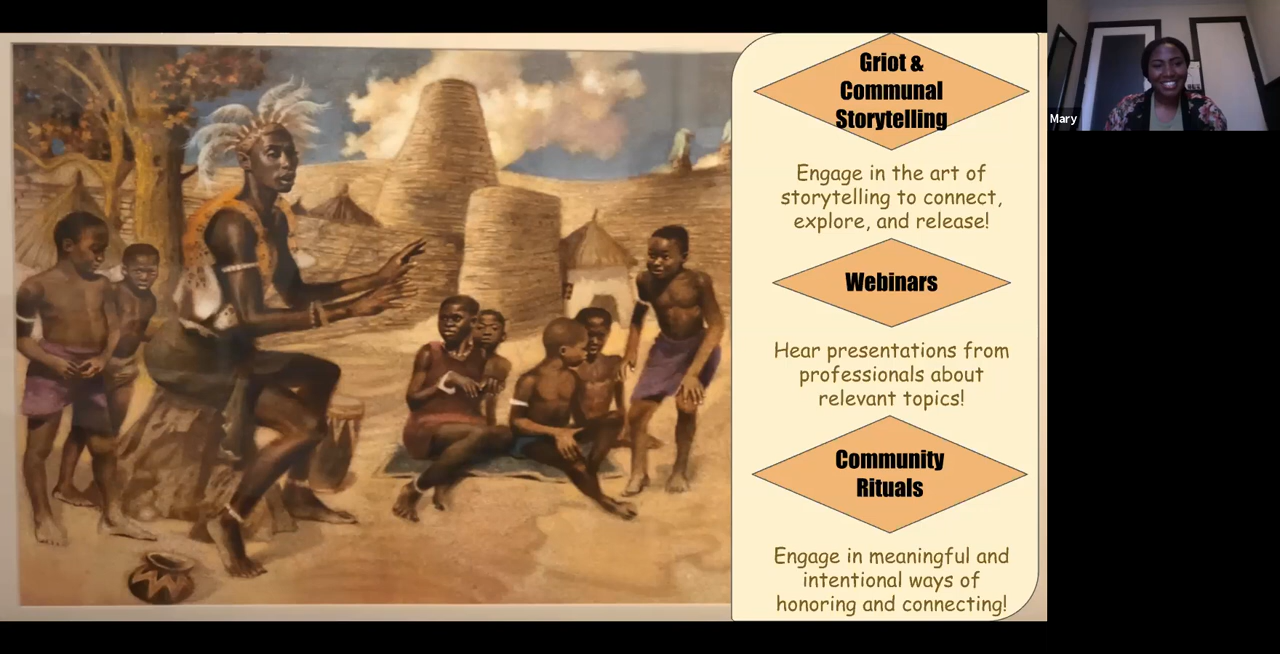 Griot &
Communal
Storytelling
Engage in the art of
storytelling to connect,
explore, and release!
Webinars
Hear presentations from
professionals about
relevant topics!
Community
Rituals
Engage in meaningful and
intentional ways of
honoring and connecting!
Mary